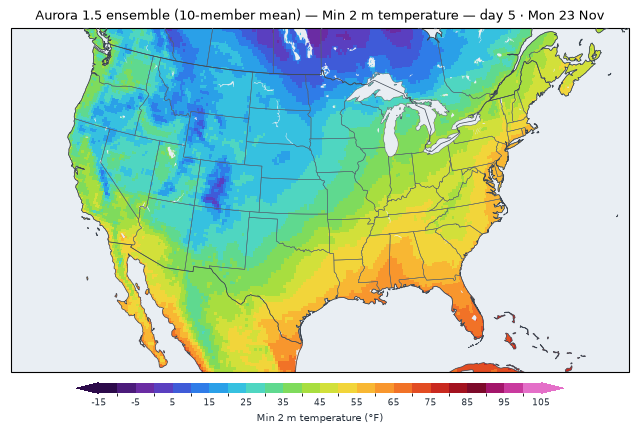 Aurora 1.5 ensemble (10-member mean) — Min 2 m temperature — day 5 · Mon 23 Nov
-15 -5 5 15 25 35 45 55 65 75 85 95 105
Min 2 m temperature (°F)